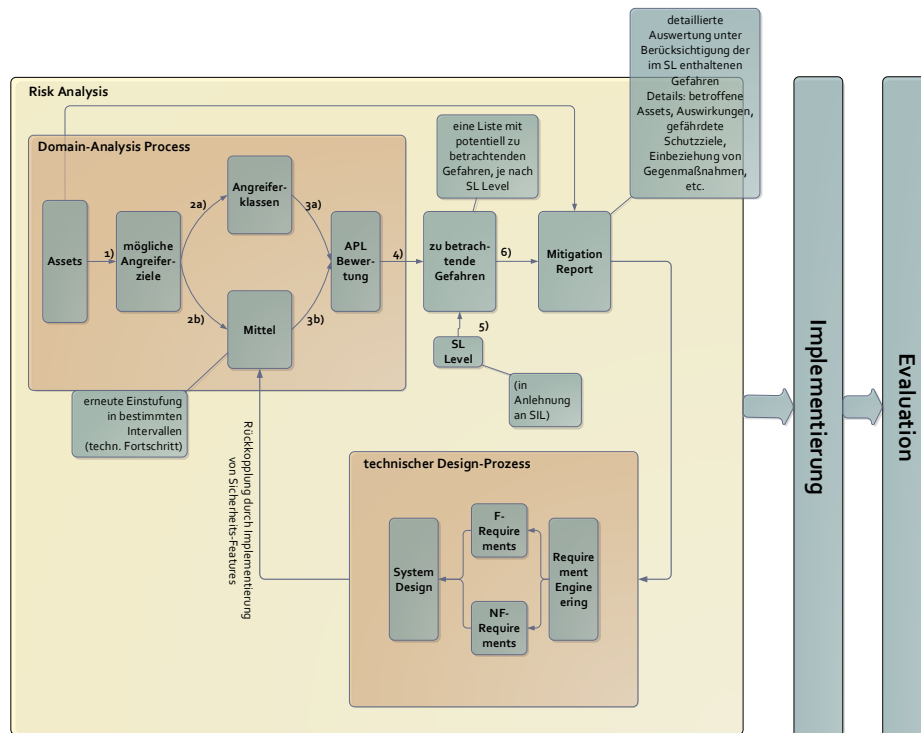 detaillierte
Auswertung unter
Berücksichtigung der
im SL enthaltenen
Gefahren
Details: betroffene
Assets, Auswirkungen,
gefährdete
Schutzziele,
Einbeziehung von
Gegenmaßnahmen,
etc.
Risk Analysis
Domain-Analysis Process
eine Liste mit
potentiell zu
betrachtenden
Gefahren, je nach
SL Level
Assets
1)
mögliche
Angreifer-
ziele
2a)
Angreifer-
klassen
3a)
2b)
Mittel
3b)
APL
Bewer-
tung
4)
zu betrach-
tende
Gefahren
6)
Mitigation
Report
5)
SL
Level
(in
Anlehnung
an SIL)
erneute Einstufung
in bestimmten
Intervallen
(techn. Fortschritt)
Rückkopplung durch Implementierung
von Sicherheits-Features
technischer Design-Prozess
System
Design
F-
Require-
ments
NF-
Require-
ments
Require
ment
Engine
ering
Implementierung
Evaluation